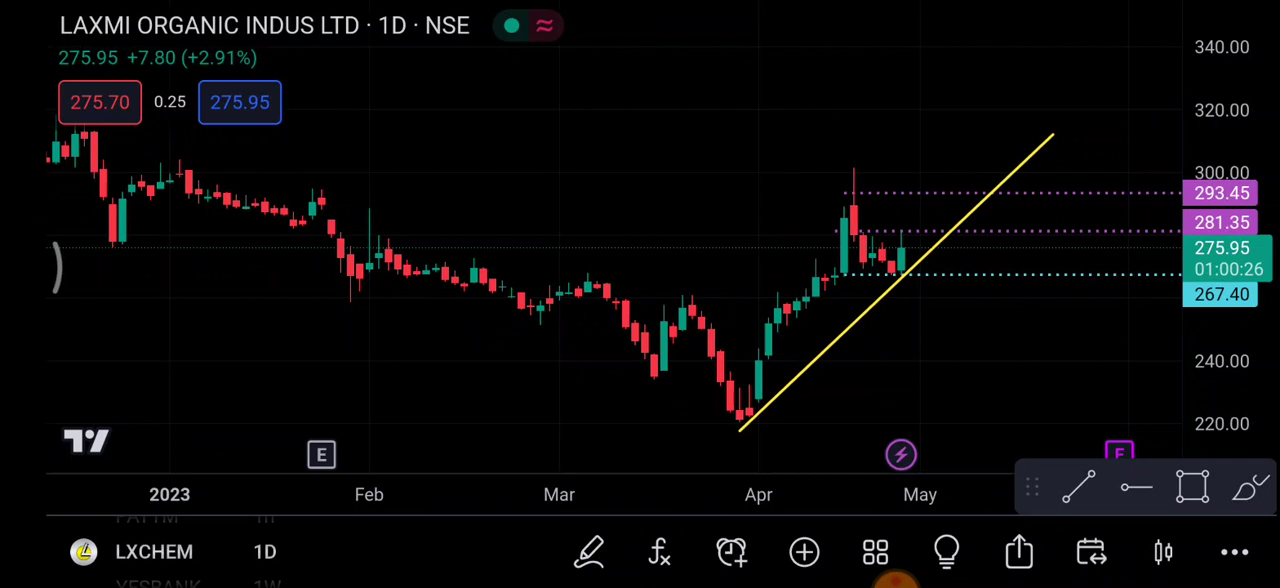 LAXMI ORGANIC INDUS LTD · 1D · NSE
275.95 +7.80 (+2.91%)
275.70 0.25 275.95
340.00
320.00
300.00
293.45
281.35
275.95
01:00:26
267.40
240.00
220.00
E
E
2023 Feb Mar Apr May
LXCHEM 1D
YESBANK 1W